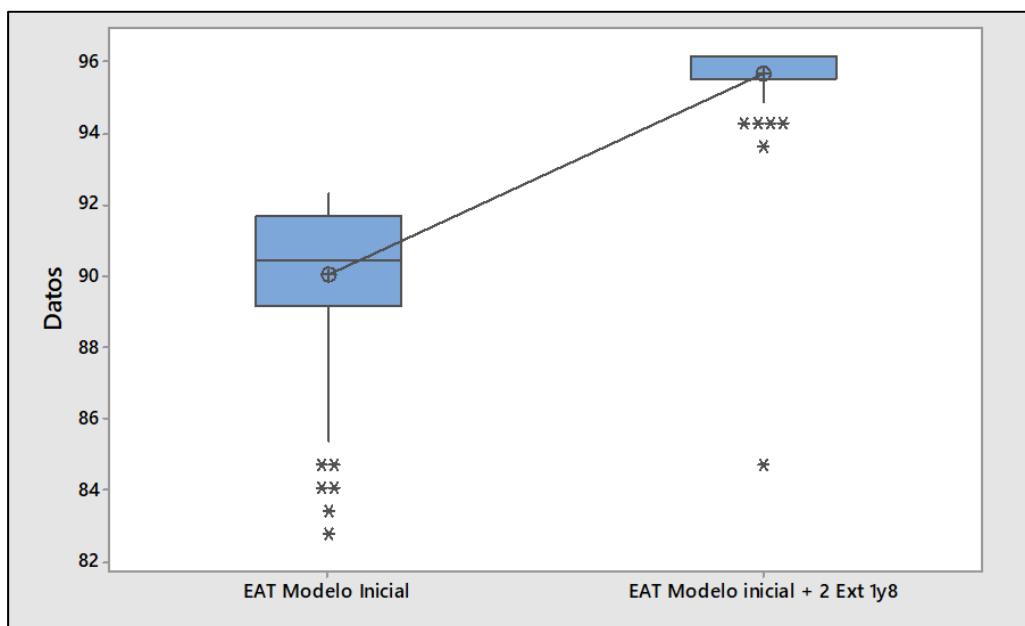 96
94
92
90
88
86
84
82
Datos
EAT Modelo Inicial
EAT Modelo inicial + 2 Ext 1y8